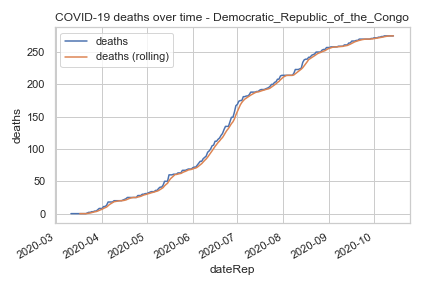 COVID-19 deaths over time - Democratic_Republic_of_the_Congo
deaths
deaths (rolling)
deaths
250
200
150
100
50
0
2020-03
2020-04
2020-05
2020-06
2020-07
2020-08
2020-09
2020-10
dateRep